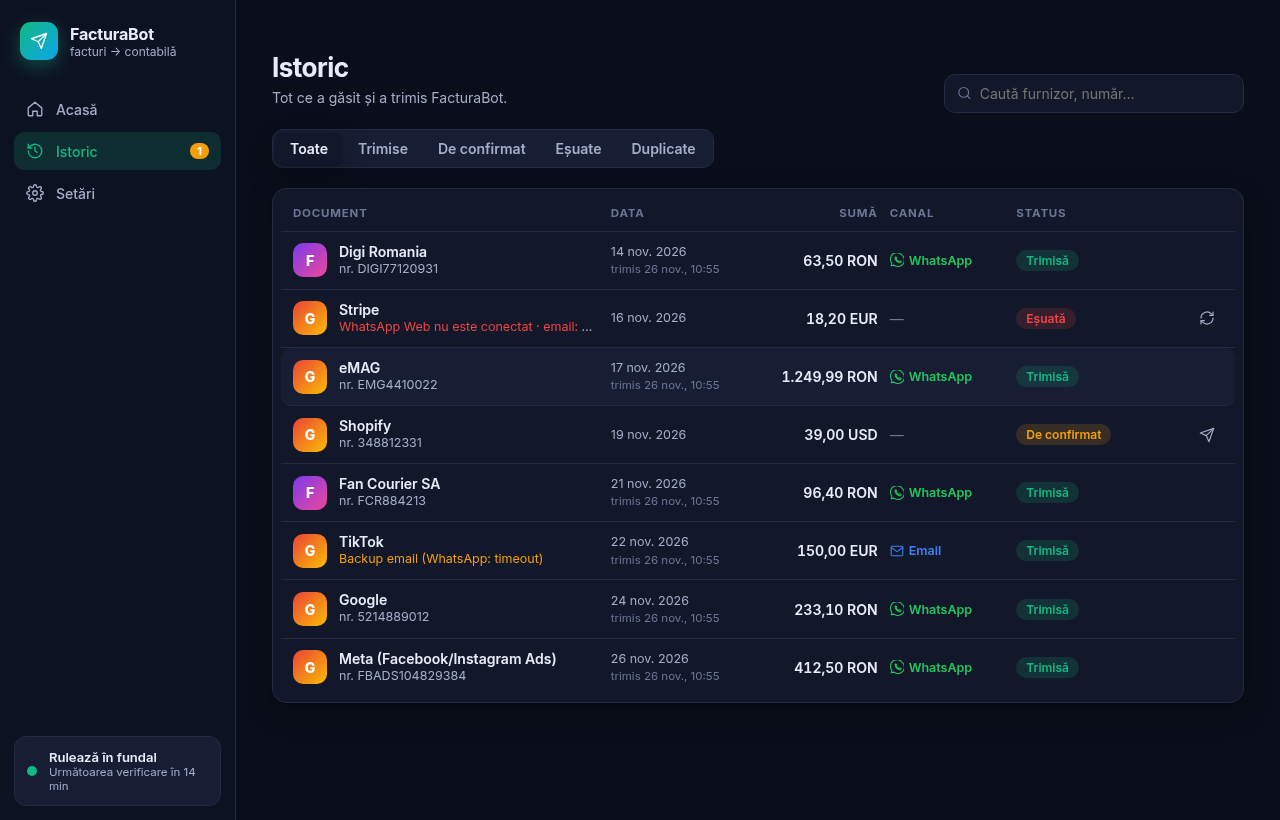 FacturaBot
facturi → contabilă
Acasă
Istoric
1
Setări
Rulează în fundal
Următoarea verificare în 14
min
Istoric
Tot ce a găsit și a trimis FacturaBot.
Caută furnizor, număr...
Toate
Trimise
De confirmat
Eșuate
Duplicate
DOCUMENT DATA SUMĂ CANAL STATUS
F
Digi Romania
nr. DIGI77120931
14 nov. 2026
trimis 26 nov., 10:55
63,50 RON
WhatsApp
Trimisă
G
Stripe
WhatsApp Web nu este conectat · email: ...
16 nov. 2026
18,20 EUR
—
Eșuată
G
eMAG
nr. EMG4410022
17 nov. 2026
trimis 26 nov., 10:55
1.249,99 RON
WhatsApp
Trimisă
G
Shopify
nr. 348812331
19 nov. 2026
39,00 USD
—
De confirmat
F
Fan Courier SA
nr. FCR884213
21 nov. 2026
trimis 26 nov., 10:55
96,40 RON
WhatsApp
Trimisă
G
TikTok
Backup email (WhatsApp: timeout)
22 nov. 2026
trimis 26 nov., 10:55
150,00 EUR
Email
Trimisă
G
Google
nr. 5214889012
24 nov. 2026
trimis 26 nov., 10:55
233,10 RON
WhatsApp
Trimisă
G
Meta (Facebook/Instagram Ads)
nr. FBADS104829384
26 nov. 2026
trimis 26 nov., 10:55
412,50 RON
WhatsApp
Trimisă